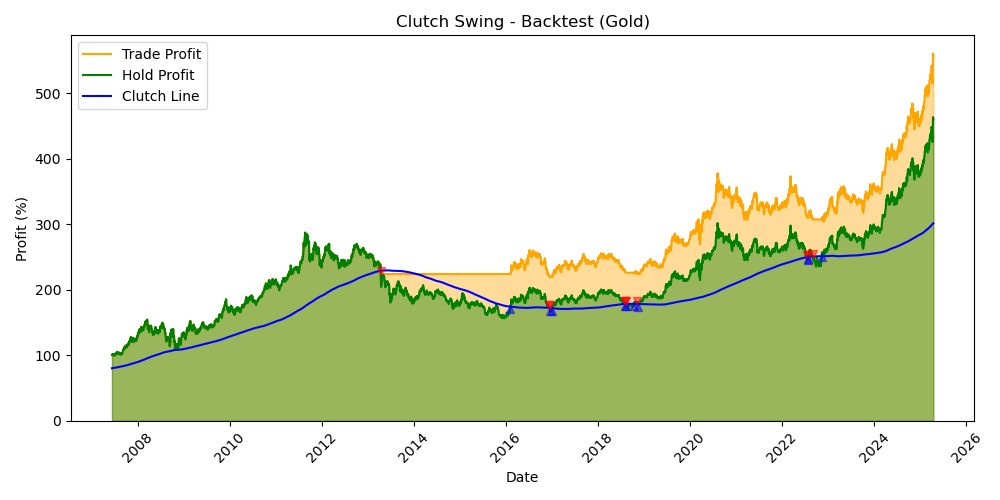 Clutch Swing - Backtest (Gold)
Trade Profit
Hold Profit
Clutch Line
Profit (%)
500
400
300
200
100
0
2008
2010
2012
2014
2016
2018
2020
2022
2024
2026
Date